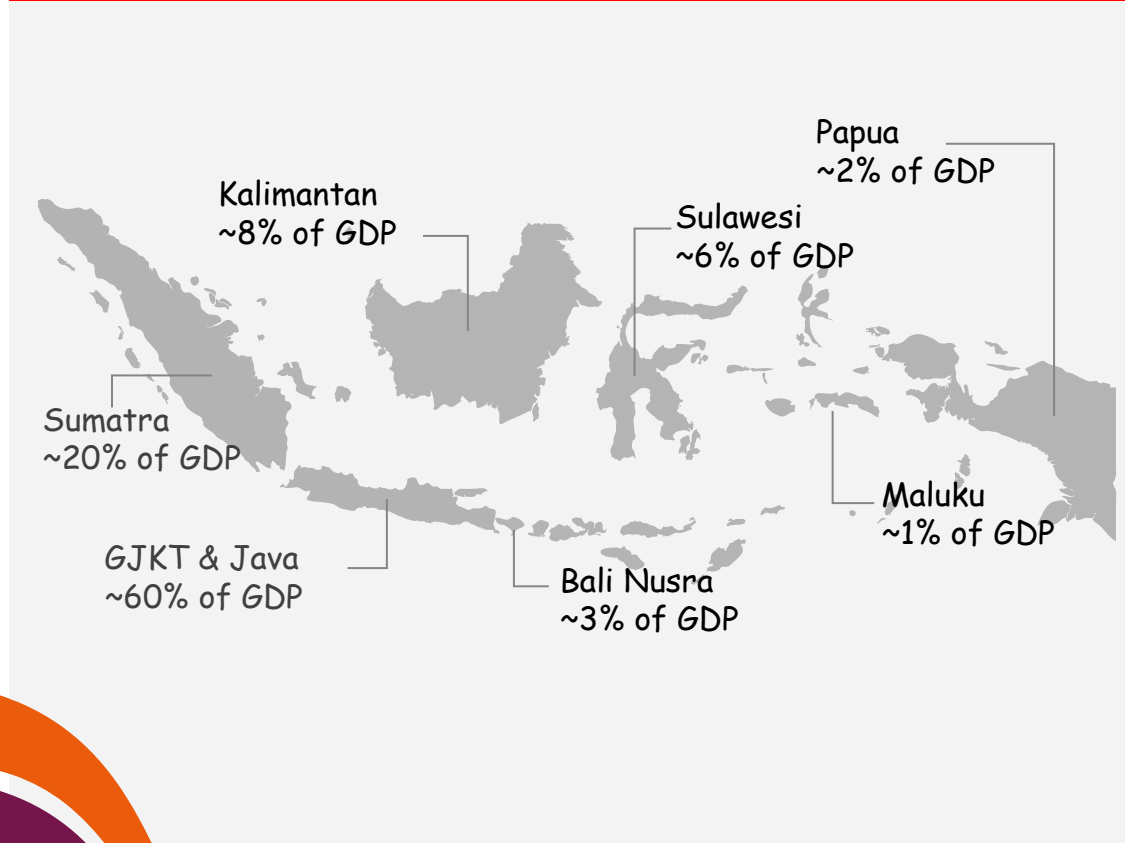 Papua
~2% of GDP
Kalimantan
~8% of GDP
Sulawesi
~6% of GDP
Sumatra
~20% of GDP
Maluku
~1% of GDP
GJKT & Java
~60% of GDP
Bali Nusra
~3% of GDP